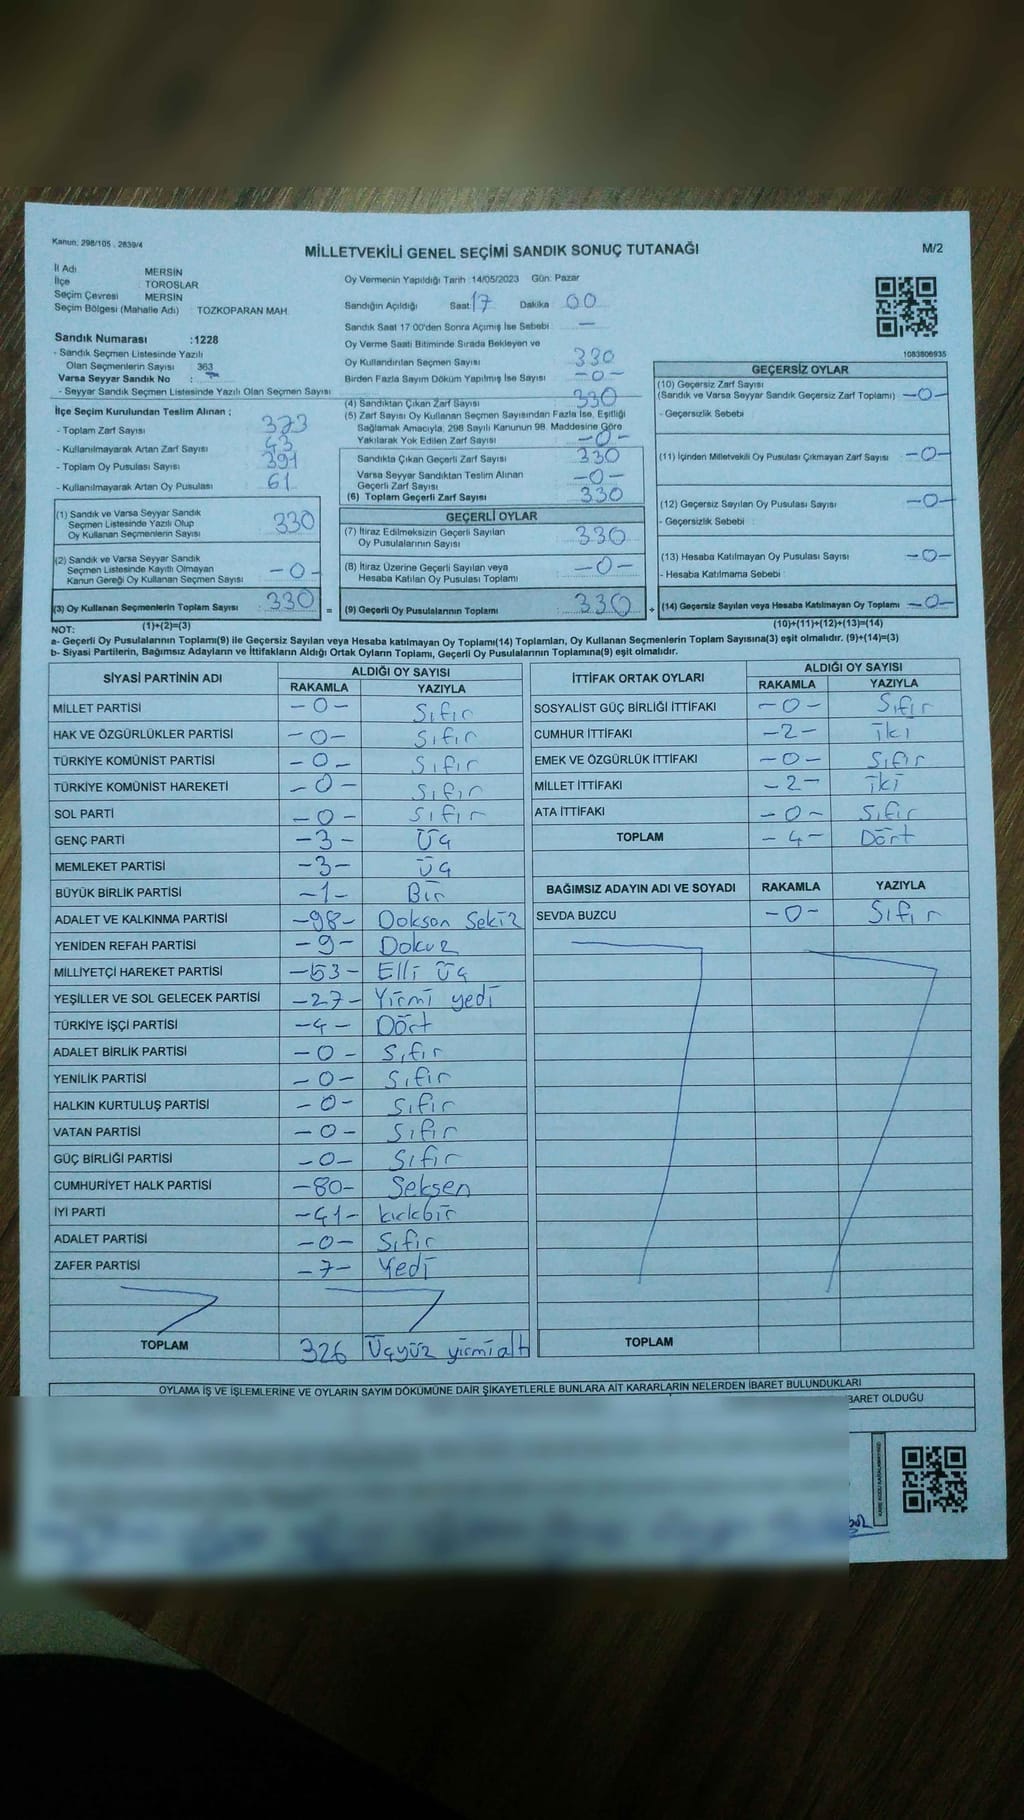 Kanun: 298/105 , 2839/4
MİLLETVEKİLİ GENEL SEÇİMİ SANDIK SONUÇ TUTANAĞI
M/2
İl Adı MERSİN
İlçe : TOROSLAR
Seçim Çevresi MERSİN
Seçim Bölgesi (Mahalle Adı) TOZKOPARAN MAH.
Sandık Numarası :1228
- Sandık Seçmen Listesinde Yazılı
Olan Seçmenlerin Sayısı 363
Varsa Seyyar Sandık No :
- Seyyar Sandık Seçmen Listesinde Yazılı Olan Seçmen Sayısı
İlçe Seçim Kurulundan Teslim Alınan ;
- Toplam Zarf Sayısı 373
- Kullanılmayarak Artan Zarf Sayısı 43
- Toplam Oy Pusulası Sayısı 391
- Kullanılmayarak Artan Oy Pusulası 61
(1) Sandık ve Varsa Seyyar Sandık
Seçmen Listesinde Yazılı Olup
Oy Kullanan Seçmenlerin Sayısı 330
(2) Sandık ve Varsa Seyyar Sandık
Seçmen Listesinde Kayıtlı Olmayan
Kanun Gereği Oy Kullanan Seçmen Sayısı -0-
(3) Oy Kullanan Seçmenlerin Toplam Sayısı : 330 =
(1)+(2)=(3)
Oy Vermenin Yapıldığı Tarih 14/05/2023 Gün: Pazar
Sandığın Açıldığı Saat 17 Dakika 00
Sandık Saat 17:00'den Sonra Açımış İse Sebebi : -
Oy Verme Saati Bitiminde Sırada Bekleyen ve
Oy Kullandırılan Seçmen Sayısı 330
Birden Fazla Sayım Döküm Yapılmış İse Sayısı -0-
(4) Sandıktan Çıkan Zarf Sayısı 330
(5) Zarf Sayısı Oy Kullanan Seçmen Sayısından Fazla İse, Eşitliği
Sağlamak Amacıyla, 298 Sayılı Kanunun 98. Maddesine Göre
Yakılarak Yok Edilen Zarf Sayısı -0-
Sandıkta Çıkan Geçerli Zarf Sayısı 330
Varsa Seyyar Sandıktan Teslim Alınan
Geçerli Zarf Sayısı -0-
(6) Toplam Geçerli Zarf Sayısı 330
GEÇERLİ OYLAR
(7) İtiraz Edilmeksizin Geçerli Sayılan
Oy Pusulalarının Sayısı 330
(8) İtiraz Üzerine Geçerli Sayılan veya
Hesaba Katılan Oy Pusulası Toplamı -0-
(9) Geçerli Oy Pusulalarının Toplamı 330 +
1083806935
GEÇERSİZ OYLAR
(10) Geçersiz Zarf Sayısı
(Sandık ve Varsa Seyyar Sandık Geçersiz Zarf Toplamı) -0-
- Geçersizlik Sebebi :
(11) İçinden Milletvekili Oy Pusulası Çıkmayan Zarf Sayısı -0-
(12) Geçersiz Sayılan Oy Pusulası Sayısı -0-
- Geçersizlik Sebebi
(13) Hesaba Katılmayan Oy Pusulası Sayısı -0-
- Hesaba Katılmama Sebebi :
(14) Geçersiz Sayılan veya Hesaba Katılmayan Oy Toplamı -0-
(10)+(11)+(12)+(13)=(14)
NOT:
a- Geçerli Oy Pusulalarının Toplamı(9) ile Geçersiz Sayılan veya Hesaba katılmayan Oy Toplamı(14) Toplamları, Oy Kullanan Seçmenlerin Toplam Sayısına(3) eşit olmalıdır. (9)+(14)=(3)
b- Siyasi Partilerin, Bağımsız Adayların ve İttifakların Aldığı Ortak Oyların Toplamı, Geçerli Oy Pusulalarının Toplamına(9) eşit olmalıdır.
SİYASİ PARTİNİN ADI ALDIĞI OY SAYISI
RAKAMLA YAZIYLA
MİLLET PARTİSİ -0- Sıfır
HAK VE ÖZGÜRLÜKLER PARTİSİ -0- Sıfır
TÜRKİYE KOMÜNİST PARTİSİ -0- Sıfır
TÜRKİYE KOMÜNİST HAREKETİ -0- Sıfır
SOL PARTİ -0- Sıfır
GENÇ PARTİ -3- Üç
MEMLEKET PARTİSİ -3- Üç
BÜYÜK BİRLİK PARTİSİ -1- Bir
ADALET VE KALKINMA PARTİSİ -98- Doksan Sekiz
YENİDEN REFAH PARTİSİ -9- Dokuz
MİLLİYETÇİ HAREKET PARTİSİ -53- Elli Üç
YEŞİLLER VE SOL GELECEK PARTİSİ -27- Yirmi yedi
TÜRKİYE İŞÇİ PARTİSİ -4- Dört
ADALET BİRLİK PARTİSİ -0- Sıfır
YENİLİK PARTİSİ -0- Sıfır
HALKIN KURTULUŞ PARTİSİ -0- Sıfır
VATAN PARTİSİ -0- Sıfır
GÜÇ BİRLİĞİ PARTİSİ -0- Sıfır
CUMHURİYET HALK PARTİSİ -80- Seksen
İYİ PARTİ -41- kırkbir
ADALET PARTİSİ -0- Sıfır
ZAFER PARTİSİ -7- Yedi
TOPLAM 326 Üçyüz yirmialt
İTTİFAK ORTAK OYLARI ALDIĞI OY SAYISI
RAKAMLA YAZIYLA
SOSYALİST GÜÇ BİRLİĞİ İTTİFAKI -0- Sıfır
CUMHUR İTTİFAKI -2- iki
EMEK VE ÖZGÜRLÜK İTTİFAKI -0- Sıfır
MİLLET İTTİFAKI -2- iki
ATA İTTİFAKI -0- Sıfır
TOPLAM -4- Dört
BAĞIMSIZ ADAYIN ADI VE SOYADI RAKAMLA YAZIYLA
SEVDA BUZCU -0- Sıfır
TOPLAM
OYLAMA İŞ VE İŞLEMLERİNE VE OYLARIN SAYIM DÖKÜMÜNE DAİR ŞİKAYETLERLE BUNLARA AİT KARARLARIN NELERDEN İBARET BULUNDUKLARI
BARET OLDUĞU